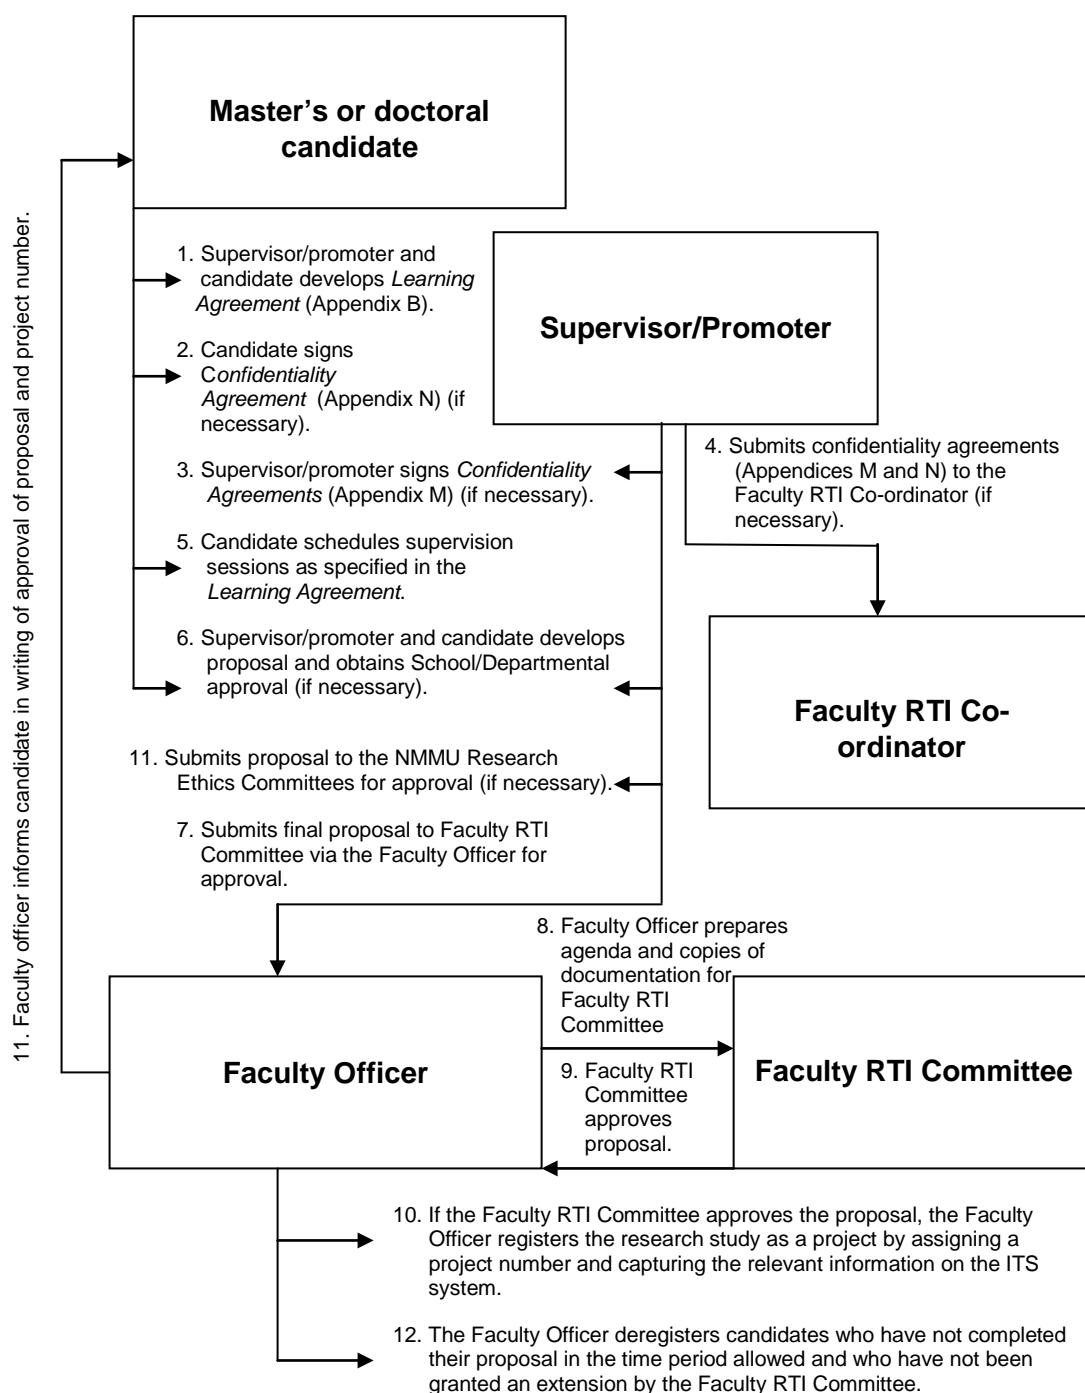 Master’s or doctoral
candidate
1. Supervisor/promoter and
candidate develops Learning
Agreement (Appendix B).
Supervisor/Promoter
2. Candidate signs
Confidentiality
Agreement (Appendix N) (if
necessary).
3. Supervisor/promoter signs Confidentiality
Agreements (Appendix M) (if necessary).
4. Submits confidentiality agreements
(Appendices M and N) to the
Faculty RTI Co-ordinator (if
necessary).
5. Candidate schedules supervision
sessions as specified in the
Learning Agreement.
6. Supervisor/promoter and candidate develops
proposal and obtains School/Departmental
approval (if necessary).
Faculty RTI Co-
ordinator
11. Submits proposal to the NMMU Research
Ethics Committees for approval (if necessary).
7. Submits final proposal to Faculty RTI
Committee via the Faculty Officer for
approval.
8. Faculty Officer prepares
agenda and copies of
documentation for
Faculty RTI
Committee
Faculty Officer
9. Faculty RTI
Committee
approves
proposal.
Faculty RTI Committee
10. If the Faculty RTI Committee approves the proposal, the Faculty
Officer registers the research study as a project by assigning a
project number and capturing the relevant information on the ITS
system.
12. The Faculty Officer deregisters candidates who have not completed
their proposal in the time period allowed and who have not been
granted an extension by the Faculty RTI Committee.
11. Faculty officer informs candidate in writing of approval of proposal and project number.